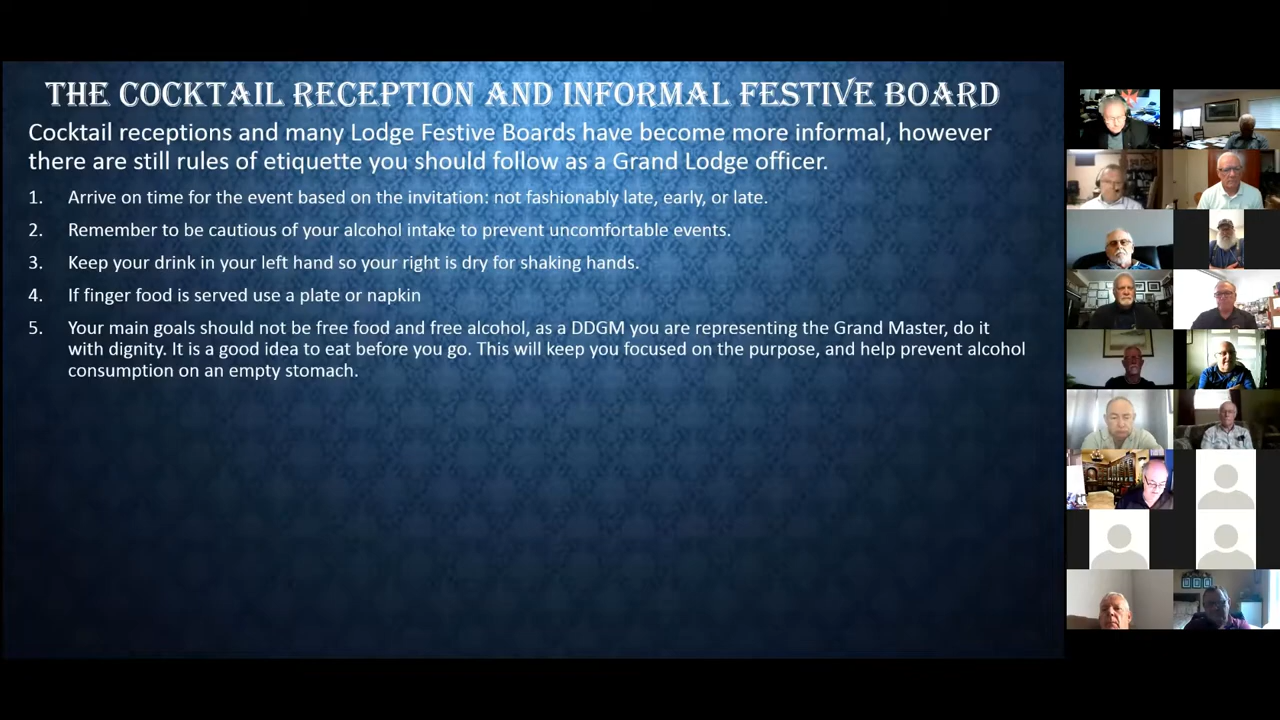 THE COCKTAIL RECEPTION AND INFORMAL FESTIVE BOARD
Cocktail receptions and many Lodge Festive Boards have become more informal, however
there are still rules of etiquette you should follow as a Grand Lodge officer.
1. Arrive on time for the event based on the invitation: not fashionably late, early, or late.
2. Remember to be cautious of your alcohol intake to prevent uncomfortable events.
3. Keep your drink in your left hand so your right is dry for shaking hands.
4. If finger food is served use a plate or napkin
5. Your main goals should not be free food and free alcohol, as a DDGM you are representing the Grand Master, do it
with dignity. It is a good idea to eat before you go. This will keep you focused on the purpose, and help prevent alcohol
consumption on an empty stomach.